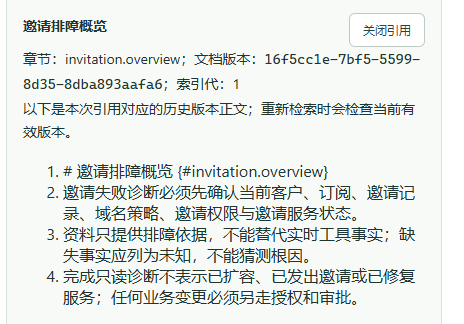 邀请排障概览
关闭引用
章节：invitation.overview；文档版本：16f5cc1e-7bf5-5599-
8d35-8dba893aafa6；索引代：1
以下是本次引用对应的历史版本正文；重新检索时会检查当前有
效版本。
1. # 邀请排障概览 {#invitation.overview}
2. 邀请失败诊断必须先确认当前客户、订阅、邀请记
录、域名策略、邀请权限与邀请服务状态。
3. 资料只提供排障依据，不能替代实时工具事实；缺
失事实应列为未知，不能猜测根因。
4. 完成只读诊断不表示已扩容、已发出邀请或已修复
服务；任何业务变更必须另走授权和审批。